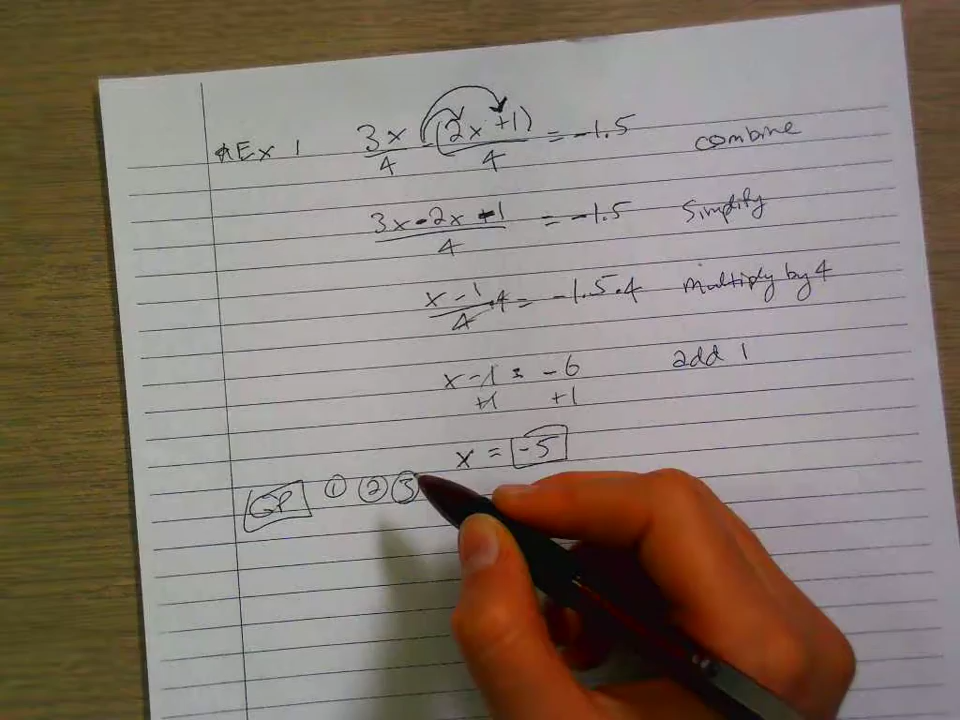 *Ex 1 3x/4 - (2x+1)/4 = -1.5 combine
3x-2x-1/4 = -1.5 Simplify
x-1/4 .4 = -1.5.4 multiply by 4
x-1 = -6 add 1
+1 +1
x = -5
GP ① ② ③